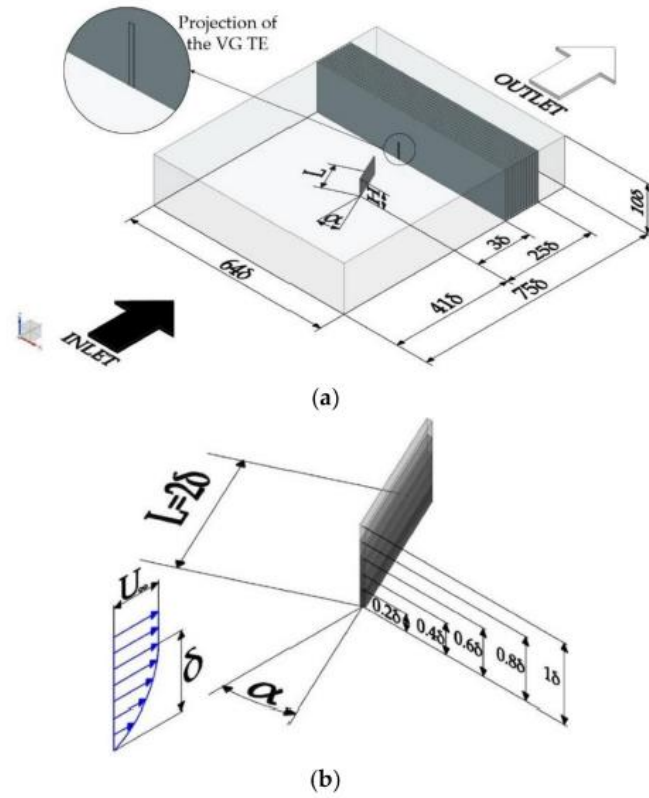 Projection of
the VG TE
OUTLET
L
H
α
10δ
3δ
25δ
64δ
41δ
75δ
INLET
(a)
L=2δ
U∞
0.2δ
0.4δ
0.6δ
0.8δ
1δ
δ
α
(b)